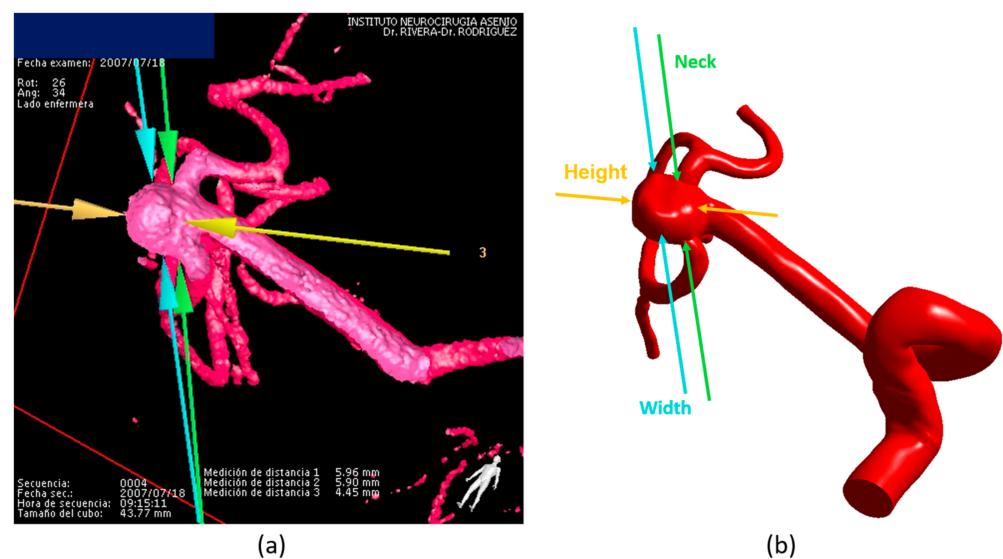 INSTITUTO NEUROCIRUGIA ASENJO
Dr. RIVERA-Dr. RODRIGUEZ
Fecha examen: 2007/07/18
Rot: 26
Ang: 34
Lado enfermera
3
Medición de distancia 1 5.96 mm
Medición de distancia 2 5.90 mm
Medición de distancia 3 4.45 mm
Secuencia: 0004
Fecha sec.: 2007/07/18
Hora de secuencia: 09:15:11
Tamaño del cubo: 43.77 mm
(a)
Neck
Height
Width
(b)